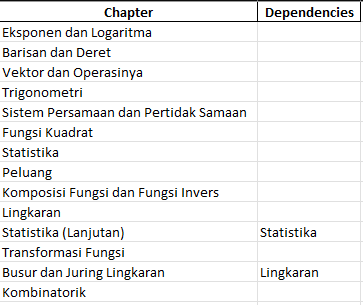 Chapter Dependencies
Eksponen dan Logaritma
Barisan dan Deret
Vektor dan Operasinya
Trigonometri
Sistem Persamaan dan Pertidak Samaan
Fungsi Kuadrat
Statistika
Peluang
Komposisi Fungsi dan Fungsi Invers
Lingkaran
Statistika (Lanjutan) Statistika
Transformasi Fungsi
Busur dan Juring Lingkaran Lingkaran
Kombinatorik